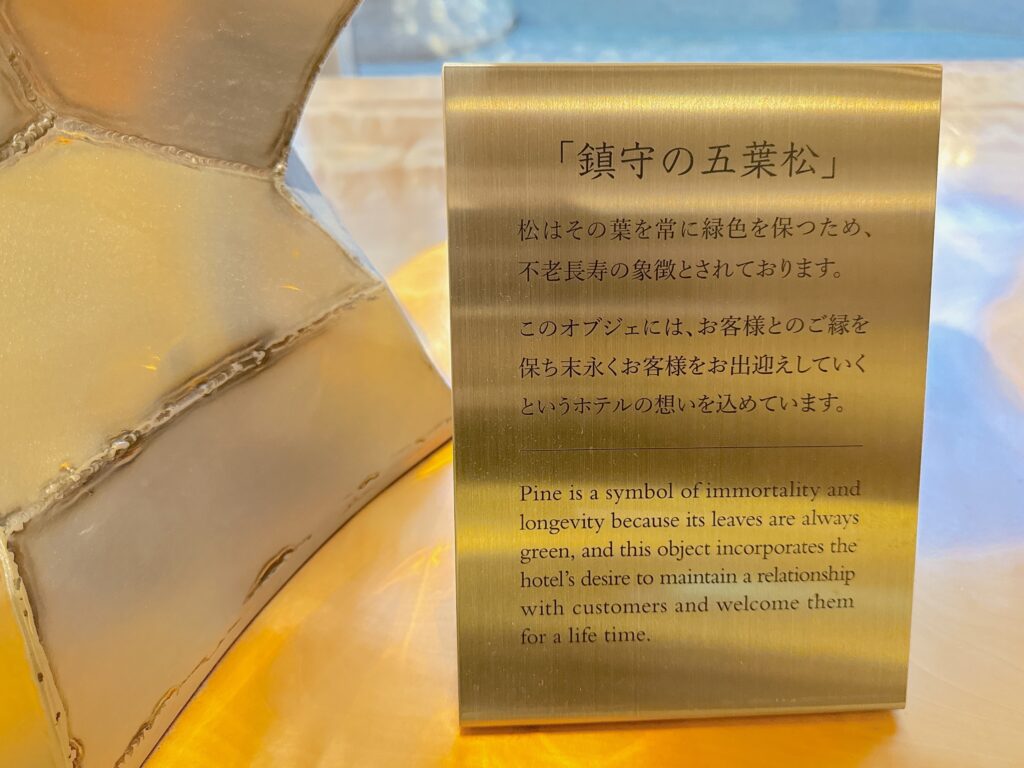 「鎮守の五葉松」
松はその葉を常に緑色を保つため、
不老長寿の象徴とされております。
このオブジェには、お客様とのご縁を
保ち末永くお客様をお出迎えしていく
というホテルの想いを込めています。
Pine is a symbol of immortality and
longevity because its leaves are always
green, and this object incorporates the
hotel's desire to maintain a relationship
with customers and welcome them
for a life time.